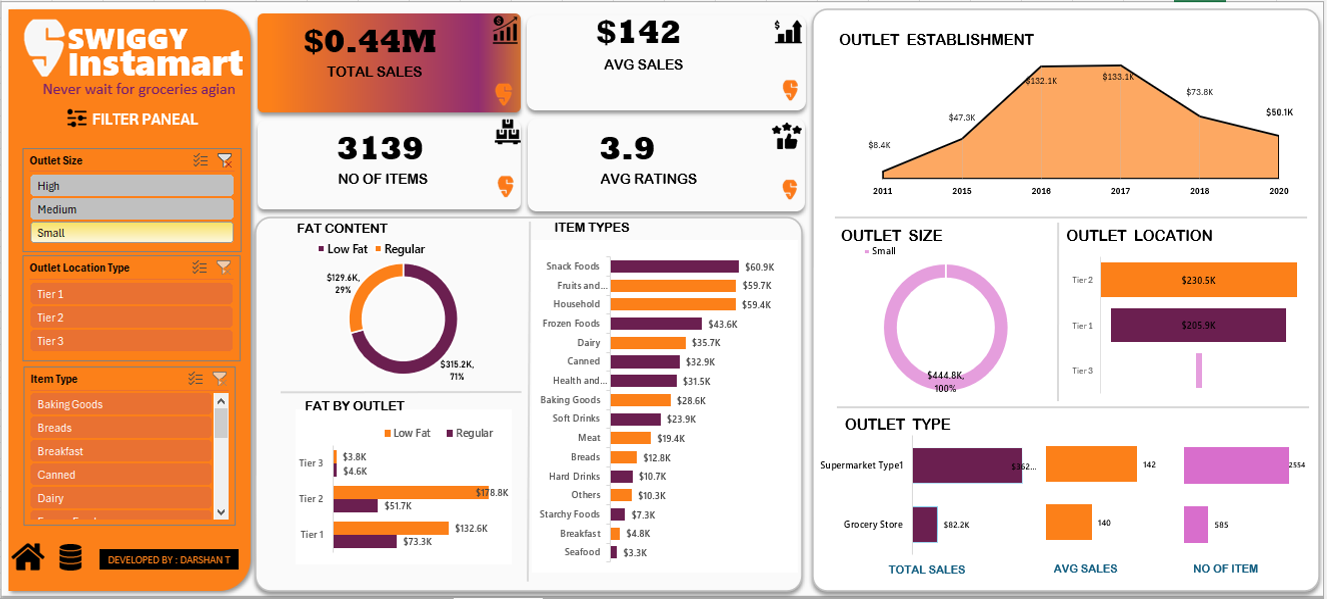 SWIGGY
Instamart
Never wait for groceries agian
FILTER PANEAL
Outlet Size
High
Medium
Small
Outlet Location Type
Tier 1
Tier 2
Tier 3
Item Type
Baking Goods
Breads
Breakfast
Canned
Dairy
DEVELOPED BY : DARSHAN T
$0.44M
TOTAL SALES
$142
AVG SALES
3139
NO OF ITEMS
3.9
AVG RATINGS
FAT CONTENT
Low Fat Regular
$129.6K,
29%
$315.2K,
71%
FAT BY OUTLET
Low Fat Regular
Tier 3 $3.8K
$4.6K
Tier 2 $178.8K
$51.7K
Tier 1 $132.6K
$73.3K
ITEM TYPES
Snack Foods $60.9K
Fruits and... $59.7K
Household $59.4K
Frozen Foods $43.6K
Dairy $35.7K
Canned $32.9K
Health and... $31.5K
Baking Goods $28.6K
Soft Drinks $23.9K
Meat $19.4K
Breads $12.8K
Hard Drinks $10.7K
Others $10.3K
Starchy Foods $7.3K
Breakfast $4.8K
Seafood $3.3K
OUTLET ESTABLISHMENT
$8.4K
$47.3K
$132.1K
$133.1K
$73.8K
$50.1K
2011 2015 2016 2017 2018 2020
OUTLET SIZE
Small
$444.8K,
100%
OUTLET LOCATION
Tier 2 $230.5K
Tier 1 $205.9K
Tier 3
OUTLET TYPE
Supermarket Type1 $362... 142 2554
Grocery Store $82.2K 140 585
TOTAL SALES AVG SALES NO OF ITEM